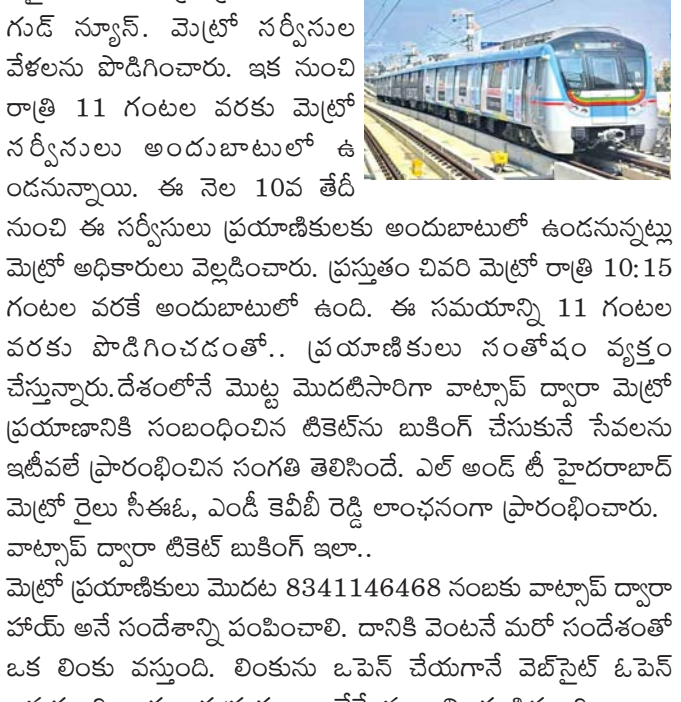 గుడ్ న్యూస్. మెట్రో సర్వీసుల
వేళలను పొడిగించారు. ఇక నుంచి
రాత్రి 11 గంటల వరకు మెట్రో
సర్వీసులు అందుబాటులో ఉ
ండనున్నాయి. ఈ నెల 10వ తేదీ
నుంచి ఈ సర్వీసులు ప్రయాణికులకు అందుబాటులో ఉండనున్నట్లు
మెట్రో అధికారులు వెల్లడించారు. ప్రస్తుతం చివరి మెట్రో రాత్రి 10:15
గంటల వరకే అందుబాటులో ఉంది. ఈ సమయాన్ని 11 గంటల
వరకు పొడిగించడంతో.. ప్రయాణికులు సంతోషం వ్యక్తం
చేస్తున్నారు.దేశంలోనే మొట్ట మొదటిసారిగా వాట్సాప్ ద్వారా మెట్రో
ప్రయాణానికి సంబంధించిన టికెట్‌ను బుకింగ్ చేసుకునే సేవలను
ఇటీవలే ప్రారంభించిన సంగతి తెలిసిందే. ఎల్ అండ్ టీ హైదరాబాద్
మెట్రో రైలు సీఈఓ, ఎండీ కెవీబీ రెడ్డి లాంఛనంగా ప్రారంభించారు.
వాట్సాప్ ద్వారా టికెట్ బుకింగ్ ఇలా..
మెట్రో ప్రయాణికులు మొదట 8341146468 నంబకు వాట్సాప్ ద్వారా
హాయ్ అనే సందేశాన్ని పంపించాలి. దానికి వెంటనే మరో సందేశంతో
ఒక లింకు వస్తుంది. లింకును ఒపెన్ చేయగానే వెబ్‌సైట్ ఓపెన్